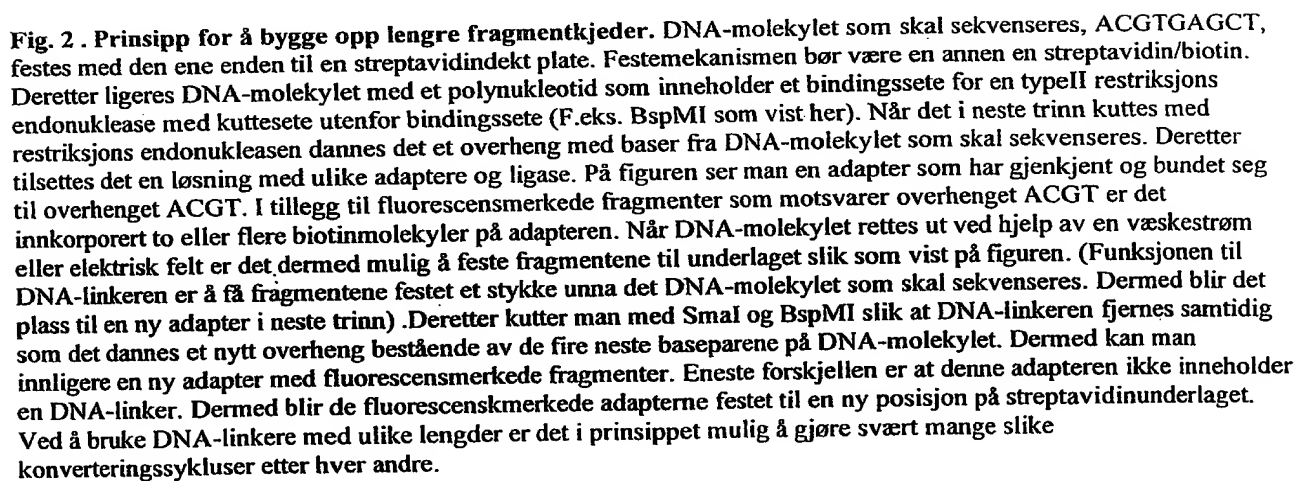 Fig. 2 . Prinsipp for å bygge opp lengre fragmentkjeder. DNA-molekylet som skal sekvenseres, ACGTGAGCT,
festes med den ene enden til en streptavidindekt plate. Festemekanismen bør være en annen en streptavidin/biotin.
Deretter ligeres DNA-molekylet med et polynukleotid som inneholder et bindingssete for en typeII restriksjons
endonuklease med kuttesete utenfor bindingssete (F.eks. BspMI som vist her). Når det i neste trinn kuttes med
restriksjons endonukleasen dannes det et overheng med baser fra DNA-molekylet som skal sekvenseres. Deretter
tilsettes det en løsning med ulike adaptere og ligase. På figuren ser man en adapter som har gjenkjent og bundet seg
til overhenget ACGT. I tillegg til fluorescensmerkede fragmenter som motsvarer overhenget ACGT er det
innkorporert to eller flere biotinmolekyler på adapteren. Når DNA-molekylet rettes ut ved hjelp av en væskestrøm
eller elektrisk felt er det dermed mulig å feste fragmentene til underlaget slik som vist på figuren. (Funksjonen til
DNA-linkeren er å få fragmentene festet et stykke unna det DNA-molekylet som skal sekvenseres. Dermed blir det
plass til en ny adapter i neste trinn) .Deretter kutter man med SmaI og BspMI slik at DNA-linkeren fjernes samtidig
som det dannes et nytt overheng bestående av de fire neste baseparene på DNA-molekylet. Dermed kan man
innligere en ny adapter med fluorescensmerkede fragmenter. Eneste forskjellen er at denne adapteren ikke inneholder
en DNA-linker. Dermed blir de fluorescenskmerkede adapterne festet til en ny posisjon på streptavidinunderlaget.
Ved å bruke DNA-linkere med ulike lengder er det i prinsippet mulig å gjøre svært mange slike
konverteringssykluser etter hver andre.